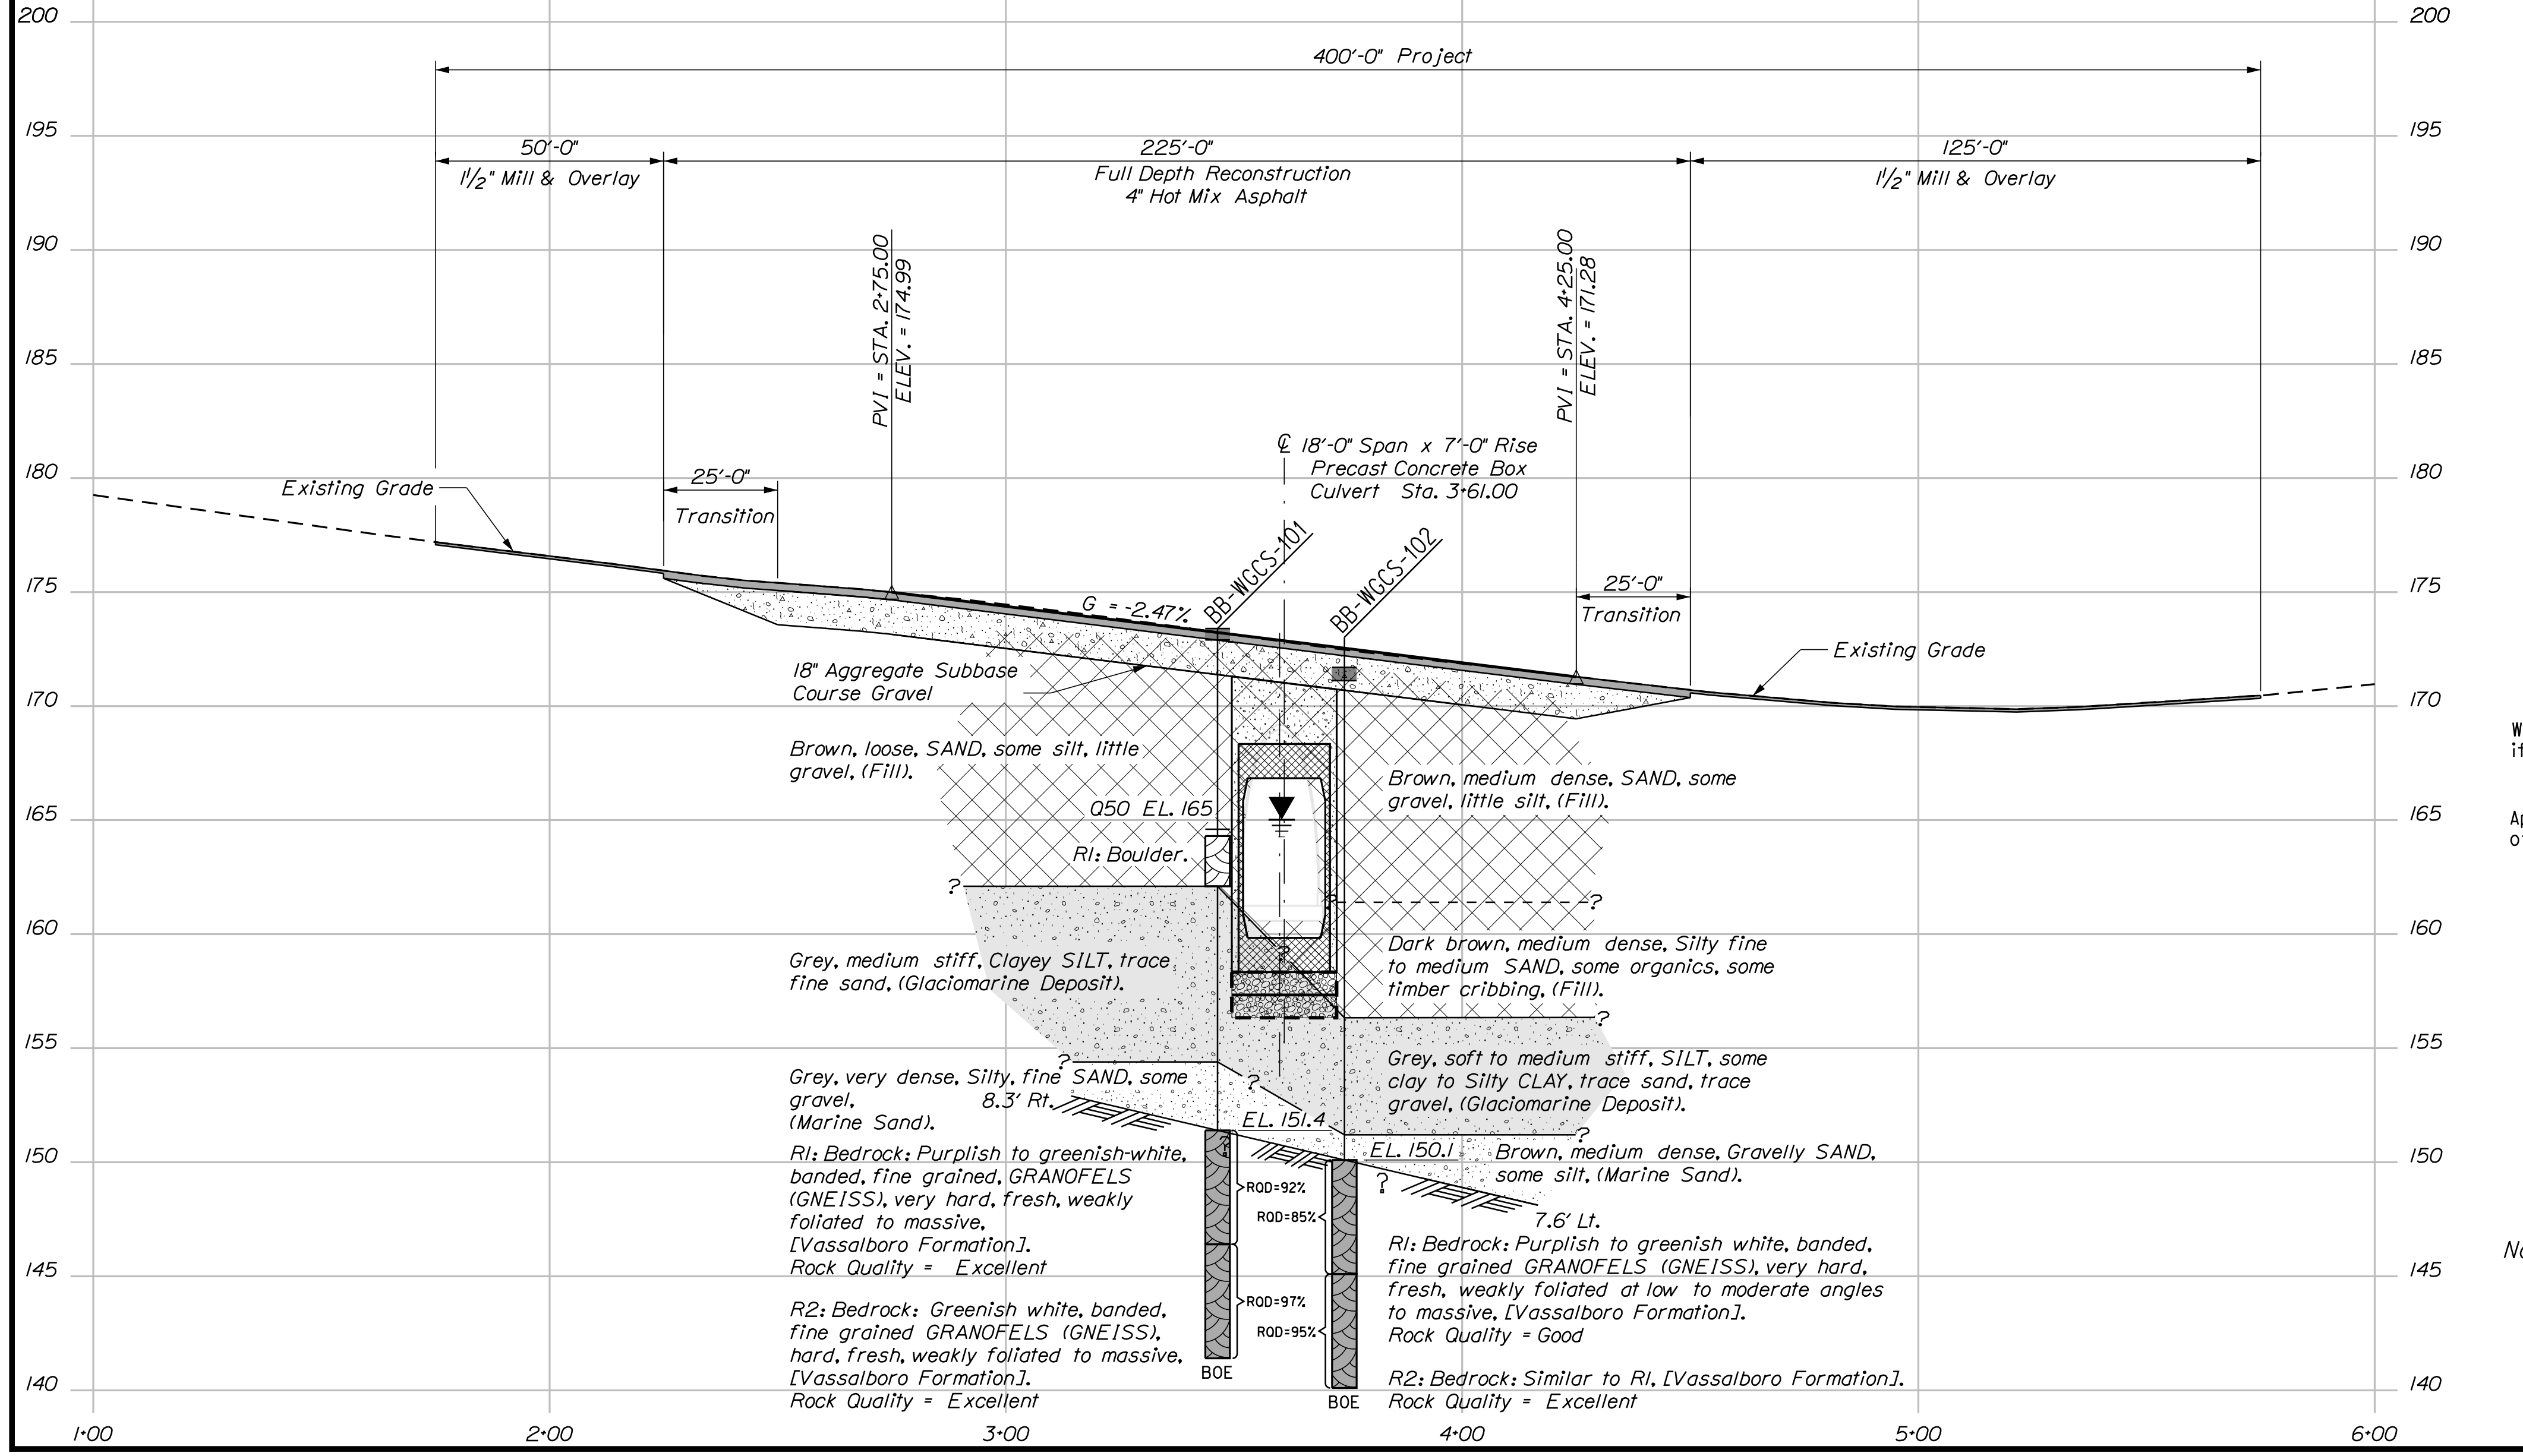 200
200
400'-0" Project
195
195
50'-0"
225'-0"
125'-0"
1 1/2" Mill & Overlay
Full Depth Reconstruction
4" Hot Mix Asphalt
1 1/2" Mill & Overlay
190
190
PVI = STA. 2+75.00
ELEV. = 174.99
PVI = STA. 4+25.00
ELEV. = 171.28
185
185
℄ 18'-0" Span x 7'-0" Rise
Precast Concrete Box
Culvert Sta. 3+61.00
180
180
25'-0"
Transition
Existing Grade
BB-WGCS-101
BB-WGCS-102
175
175
25'-0"
Transition
G = -2.47%
Existing Grade
18" Aggregate Subbase
Course Gravel
170
170
Brown, loose, SAND, some silt, little
gravel, (Fill).
Brown, medium dense, SAND, some
gravel, little silt, (Fill).
165
165
Q50 EL. 165
R1: Boulder.
?
?
?
160
160
Grey, medium stiff, Clayey SILT, trace
fine sand, (Glaciomarine Deposit).
?
Dark brown, medium dense, Silty fine
to medium SAND, some organics, some
timber cribbing, (Fill).
?
155
155
?
?
Grey, soft to medium stiff, SILT, some
clay to Silty CLAY, trace sand, trace
gravel, (Glaciomarine Deposit).
Grey, very dense, Silty, fine SAND, some
gravel,
(Marine Sand).
8.3' Rt.
EL. 151.4
?
?
150
150
EL. 150.1
?
Brown, medium dense, Gravelly SAND,
some silt, (Marine Sand).
7.6' Lt.
R1: Bedrock: Purplish to greenish-white,
banded, fine grained, GRANOFELS
(GNEISS), very hard, fresh, weakly
foliated to massive,
[Vassalboro Formation].
Rock Quality = Excellent
RQD=92%
RQD=85%
R1: Bedrock: Purplish to greenish white, banded,
fine grained GRANOFELS (GNEISS), very hard,
fresh, weakly foliated at low to moderate angles
to massive, [Vassalboro Formation].
Rock Quality = Good
145
145
R2: Bedrock: Greenish white, banded,
fine grained GRANOFELS (GNEISS),
hard, fresh, weakly foliated to massive,
[Vassalboro Formation].
Rock Quality = Excellent
RQD=97%
RQD=95%
BOE
BOE
R2: Bedrock: Similar to R1, [Vassalboro Formation].
Rock Quality = Excellent
140
140
1+00
2+00
3+00
4+00
5+00
6+00